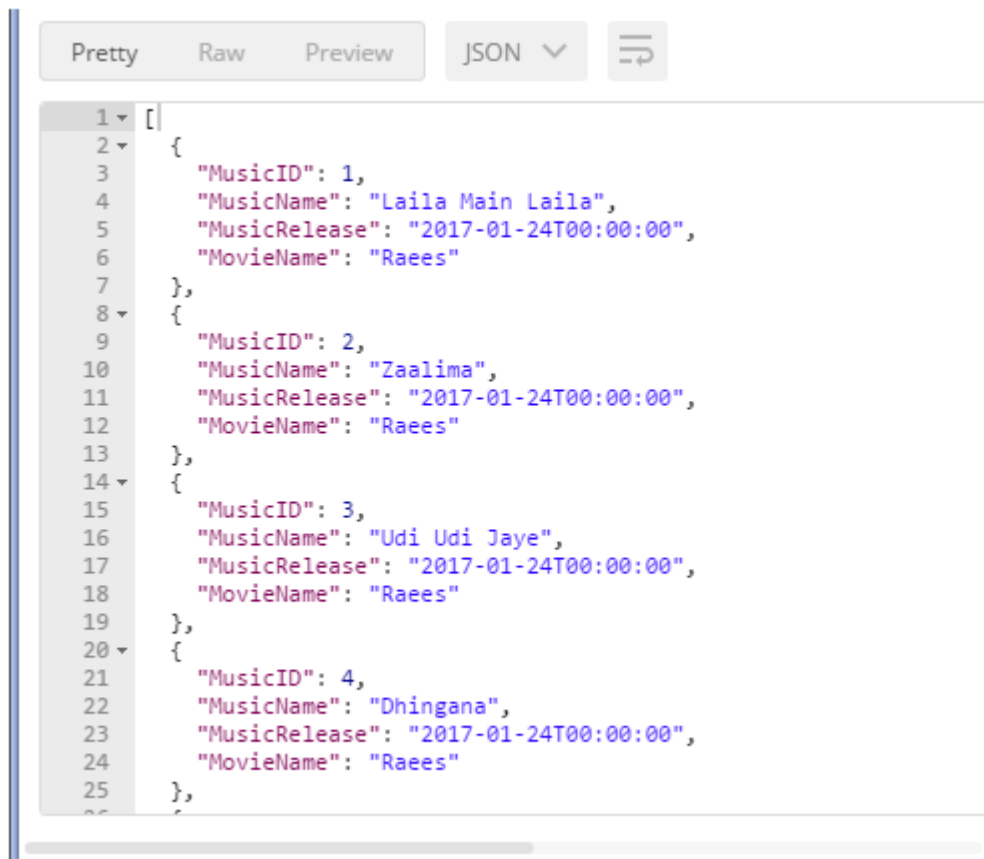 Pretty Raw Preview JSON
1 [
2 {
3 "MusicID": 1,
4 "MusicName": "Laila Main Laila",
5 "MusicRelease": "2017-01-24T00:00:00",
6 "MovieName": "Raees"
7 },
8 {
9 "MusicID": 2,
10 "MusicName": "Zaalima",
11 "MusicRelease": "2017-01-24T00:00:00",
12 "MovieName": "Raees"
13 },
14 {
15 "MusicID": 3,
16 "MusicName": "Udi Udi Jaye",
17 "MusicRelease": "2017-01-24T00:00:00",
18 "MovieName": "Raees"
19 },
20 {
21 "MusicID": 4,
22 "MusicName": "Dhingana",
23 "MusicRelease": "2017-01-24T00:00:00",
24 "MovieName": "Raees"
25 },